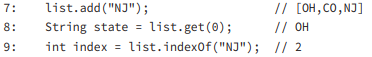 7:    list.add("NJ");                // [OH,CO,NJ]
8:    String state = list.get(0);    // OH
9:    int index = list.indexOf("NJ");  // 2